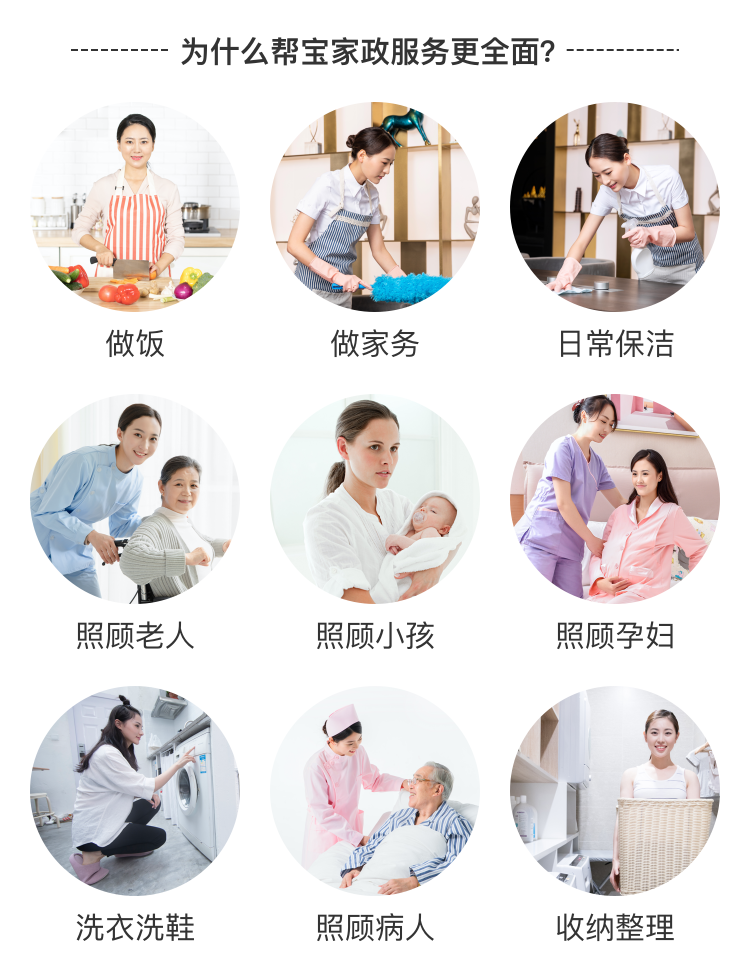 为什么帮宝家政服务更全面?
做饭
做家务
日常保洁
照顾老人
照顾小孩
照顾孕妇
洗衣洗鞋
照顾病人
收纳整理